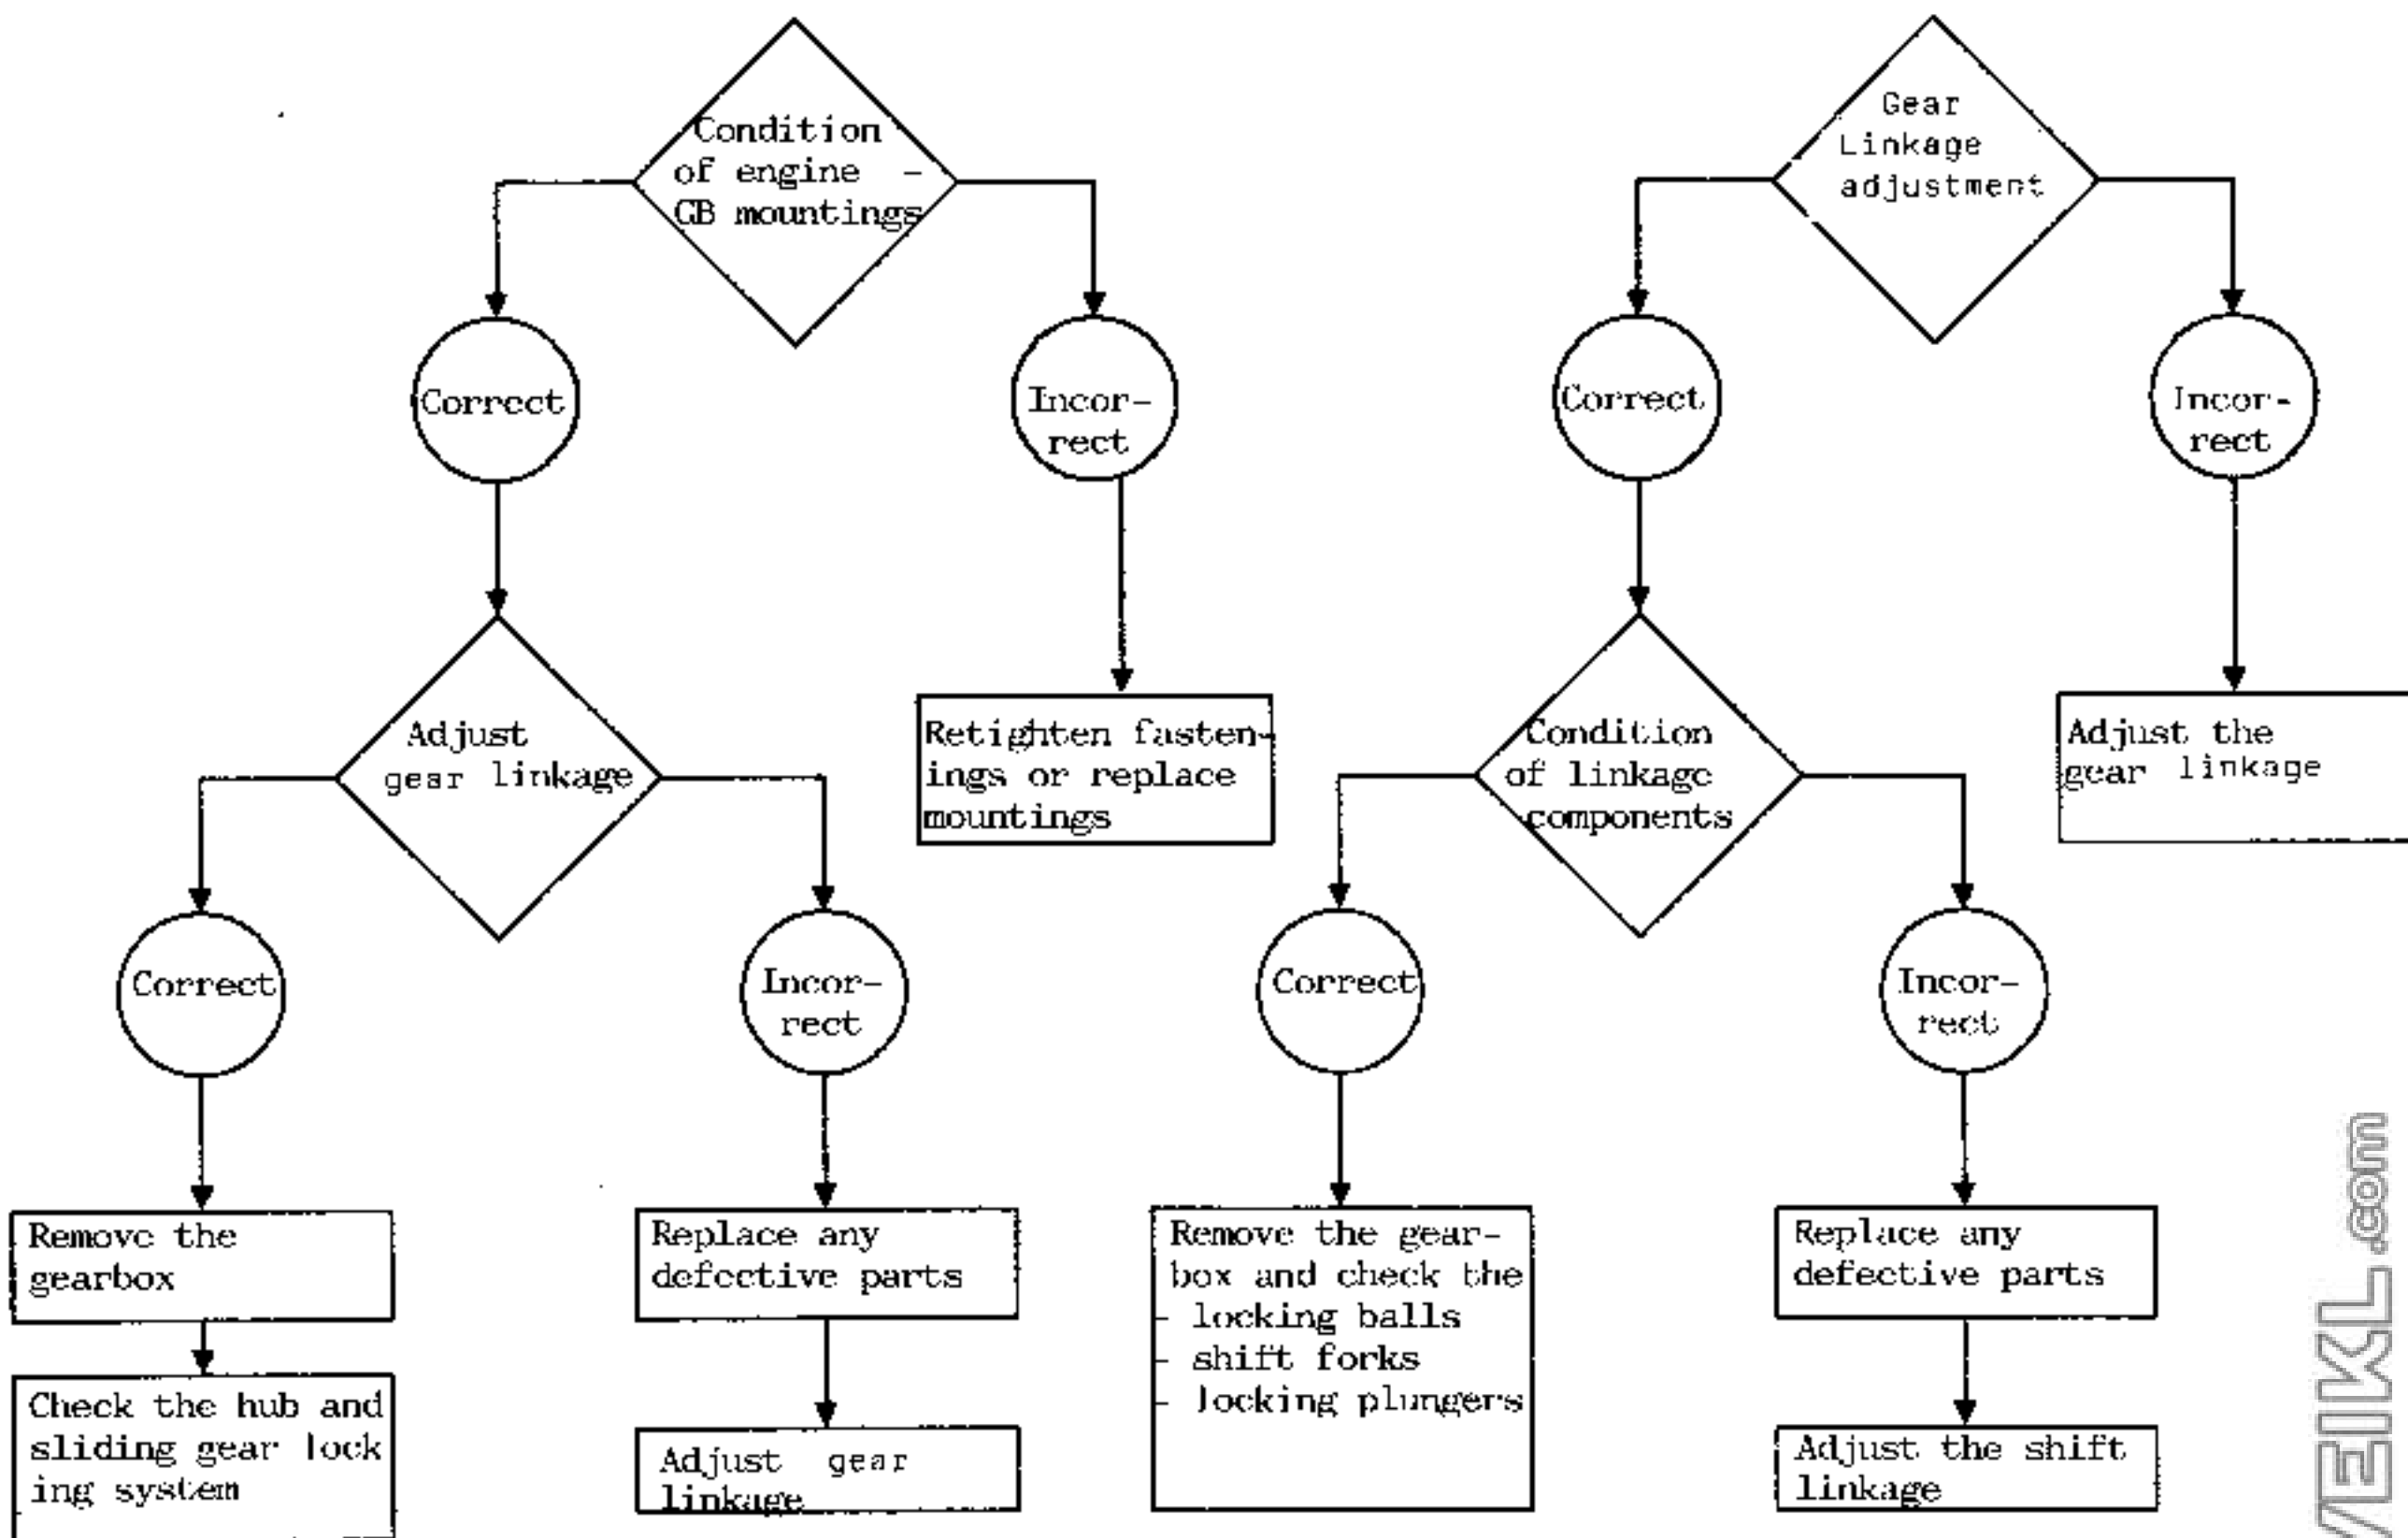 Condition
of engine -
GB mountings
Correct
Incor-
rect
Adjust
gear linkage
Retighten fasten-
ings or replace
mountings
Correct
Incor-
rect
Remove the
gearbox
Check the hub and
sliding gear lock
ing system
Replace any
defective parts
Adjust gear
linkage
Gear
Linkage
adjustment
Correct
Incor-
rect
Condition
of linkage
components
Adjust the
gear linkage
Correct
Incor-
rect
Remove the gear-
box and check the
- locking balls
- shift forks
- locking plungers
Replace any
defective parts
Adjust the shift
linkage
EIKL.com